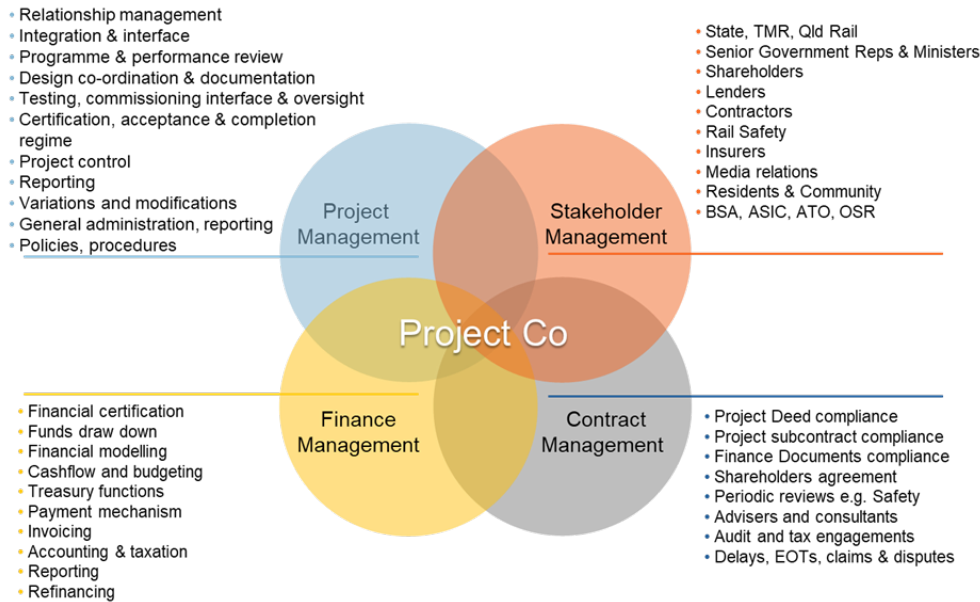 • Relationship management
• Integration & interface
• Programme & performance review
• Design co-ordination & documentation
• Testing, commissioning interface & oversight
• Certification, acceptance & completion
regime
• Project control
• Reporting
• Variations and modifications
• General administration, reporting
• Policies, procedures
• State, TMR, Qld Rail
• Senior Government Reps & Ministers
• Shareholders
• Lenders
• Contractors
• Rail Safety
• Insurers
• Media relations
• Residents & Community
• BSA, ASIC, ATO, OSR
Project
Management
Stakeholder
Management
Project Co
Finance
Management
Contract
Management
• Financial certification
• Funds draw down
• Financial modelling
• Cashflow and budgeting
• Treasury functions
• Payment mechanism
• Invoicing
• Accounting & taxation
• Reporting
• Refinancing
• Project Deed compliance
• Project subcontract compliance
• Finance Documents compliance
• Shareholders agreement
• Periodic reviews e.g. Safety
• Advisers and consultants
• Audit and tax engagements
• Delays, EOTs, claims & disputes